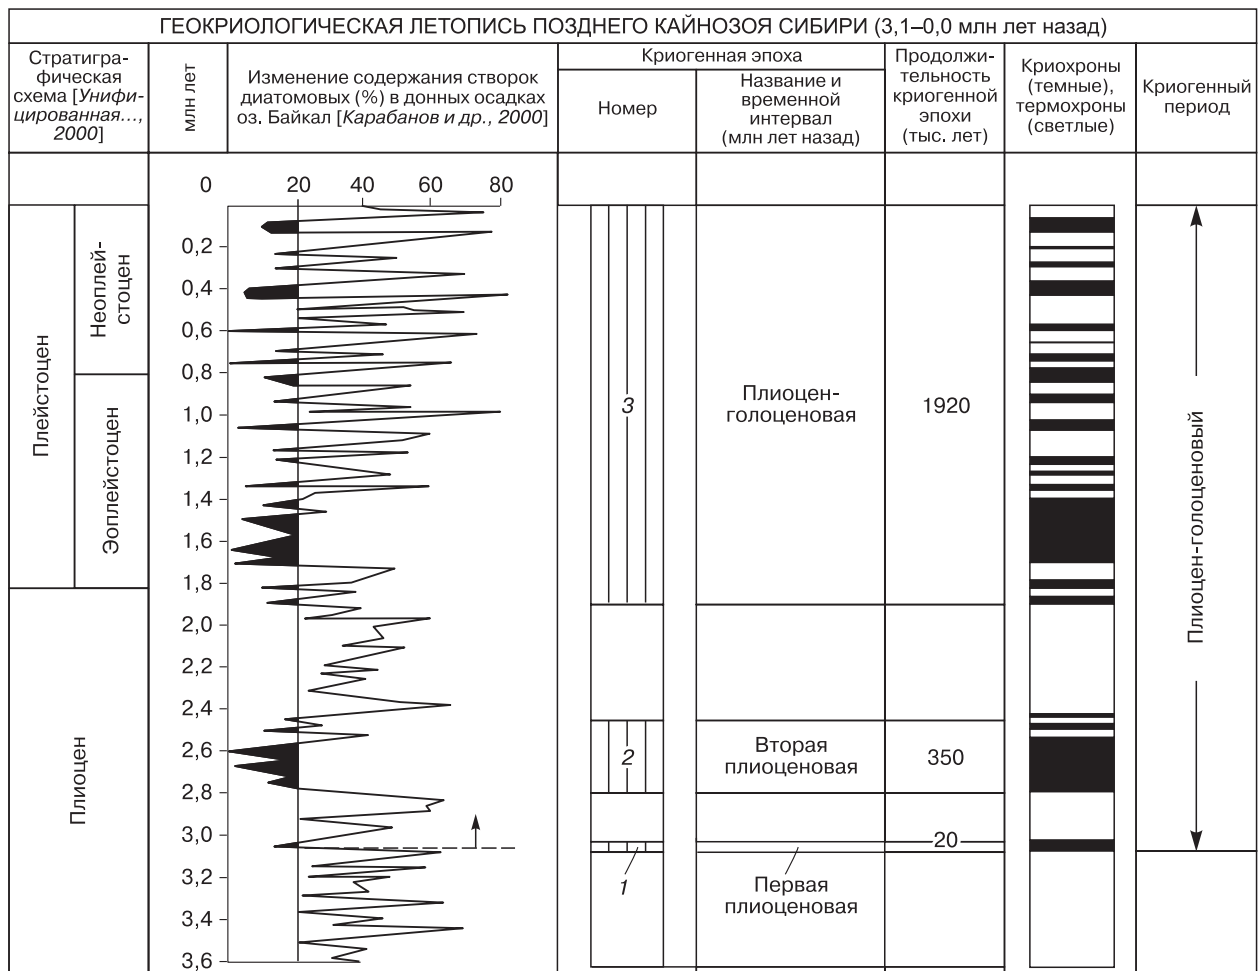 ГЕОКРИОЛОГИЧЕСКАЯ ЛЕТОПИСЬ ПОЗДНЕГО КАЙНОЗОЯ СИБИРИ (3,1–0,0 млн лет назад)
Стратигра-
фическая
схема [Унифи-
цированная...,
2000]
млн лет
Изменение содержания створок
диатомовых (%) в донных осадках
оз. Байкал [Карабанов и др., 2000]
Криогенная эпоха
Номер
Название и
временной
интервал
(млн лет назад)
Продолжи-
тельность
криогенной
эпохи
(тыс. лет)
Криохроны
(темные),
термохроны
(светлые)
Криогенный
период
0 20 40 60 80
0,2
0,4
0,6
0,8
1,0
1,2
1,4
1,6
1,8
2,0
2,2
2,4
2,6
2,8
3,0
3,2
3,4
3,6
Плейстоцен
Неоплей-
стоцен
Эоплейстоцен
Плиоцен
3
Плиоцен-
голоценовая
1920
2
Вторая
плиоценовая
350
20
1
Первая
плиоценовая
Плиоцен-голоценовый